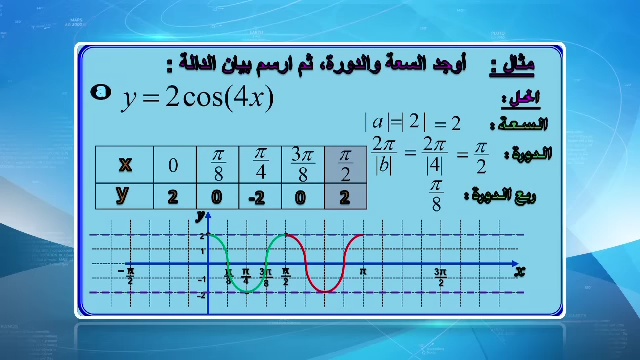 مثال : أوجد السعة والدورة، ثم ارسم بيان الدالة :
a y = 2cos(4x)
الحل :
السعة : |a|=|2| = 2
الدورة : 2π/|b| = 2π/|4| = π/2
ربع الدورة : π/8
x 0 π/8 π/4 3π/8 π/2
y 2 0 -2 0 2
y
2
1
-π/2 π/8 π/4 3π/8 π/2 π 3π/2 x
-1
-2